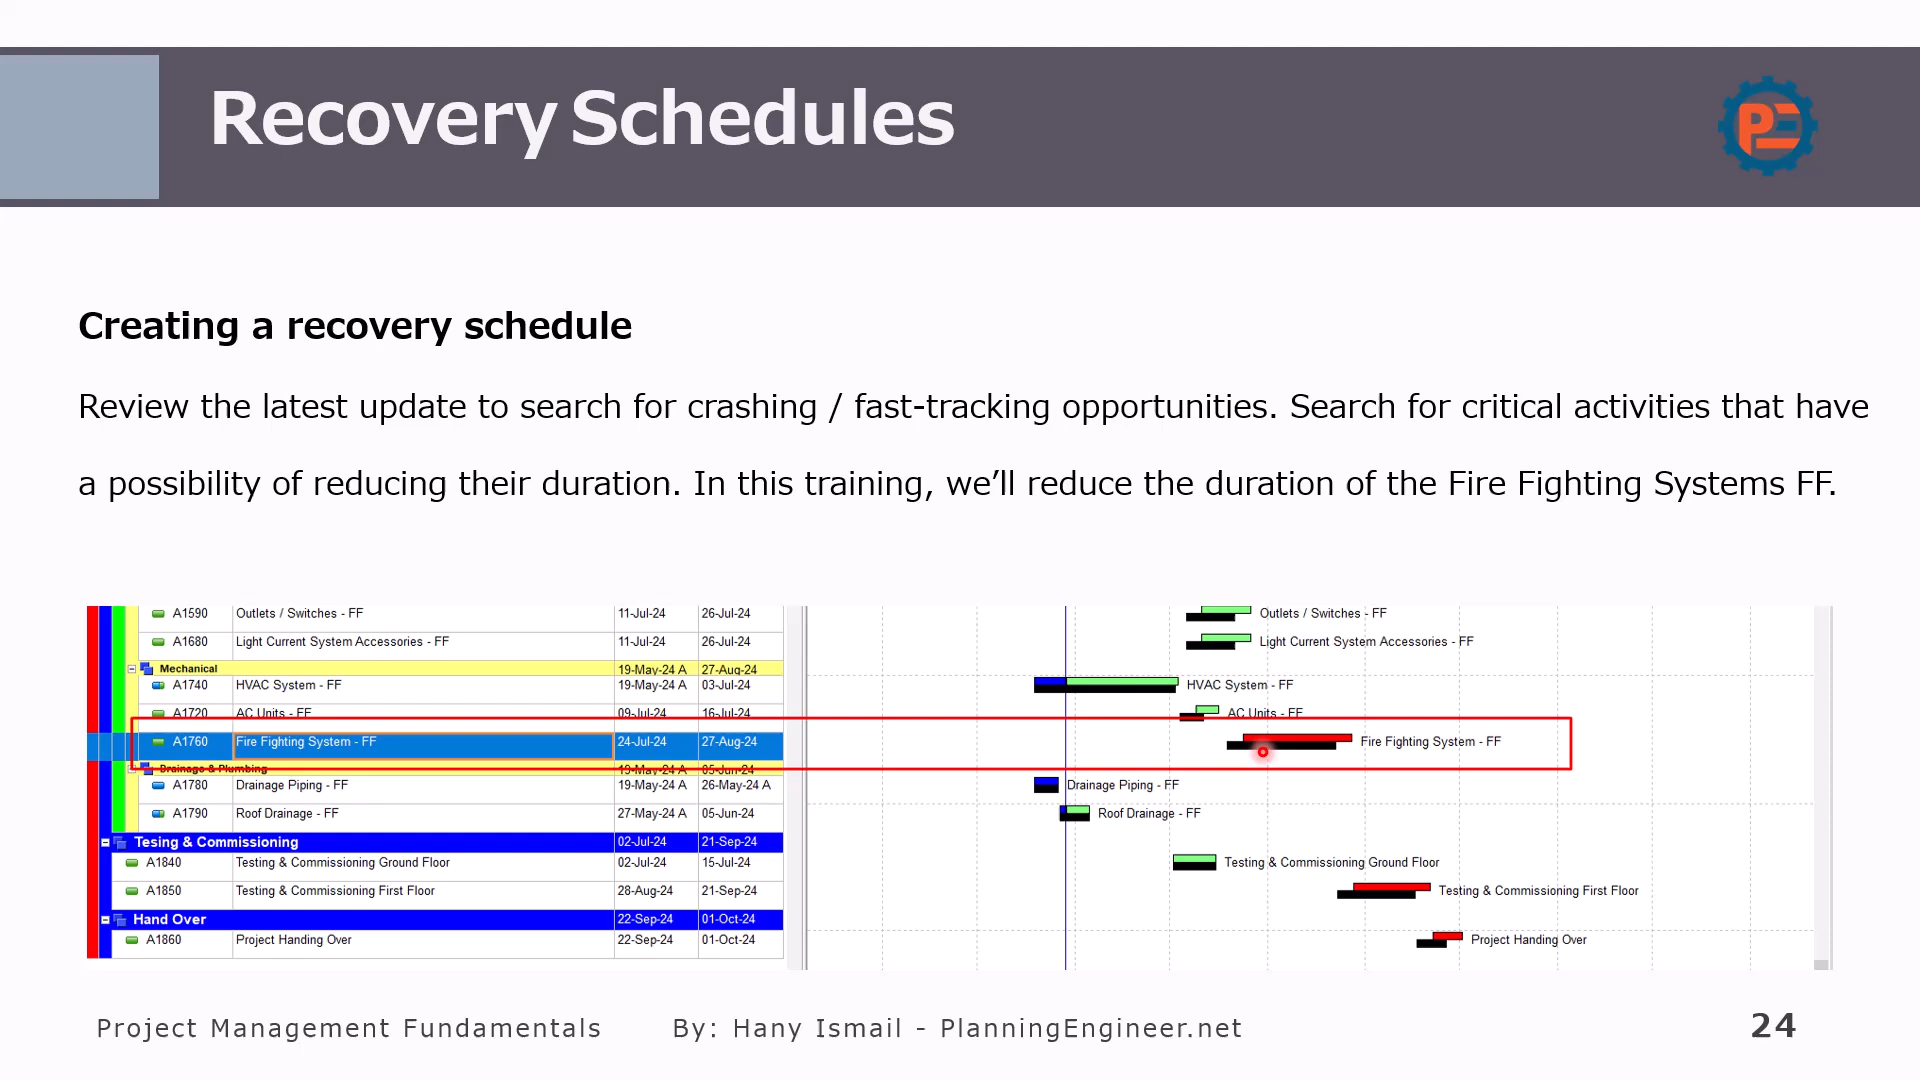 Recovery Schedules
PE
Creating a recovery schedule
Review the latest update to search for crashing / fast-tracking opportunities. Search for critical activities that have
a possibility of reducing their duration. In this training, we’ll reduce the duration of the Fire Fighting Systems FF.
A1590 Outlets / Switches - FF 11-Jul-24 26-Jul-24 Outlets / Switches - FF
A1680 Light Current System Accessories - FF 11-Jul-24 26-Jul-24 Light Current System Accessories - FF
Mechanical 19-May-24 A 27-Aug-24
A1740 HVAC System - FF 19-May-24 A 03-Jul-24 HVAC System - FF
A1720 AC Units - FF 09-Jul-24 16-Jul-24 AC Units - FF
A1760 Fire Fighting System - FF 24-Jul-24 27-Aug-24 Fire Fighting System - FF
Drainage & Plumbing 19-May-24 A 05-Jun-24
A1780 Drainage Piping - FF 19-May-24 A 26-May-24 A Drainage Piping - FF
A1790 Roof Drainage - FF 27-May-24 A 05-Jun-24 Roof Drainage - FF
Tesing & Commissioning 02-Jul-24 21-Sep-24
A1840 Testing & Commissioning Ground Floor 02-Jul-24 15-Jul-24 Testing & Commissioning Ground Floor
A1850 Testing & Commissioning First Floor 28-Aug-24 21-Sep-24 Testing & Commissioning First Floor
Hand Over 22-Sep-24 01-Oct-24
A1860 Project Handing Over 22-Sep-24 01-Oct-24 Project Handing Over
Project Management Fundamentals By: Hany Ismail - PlanningEngineer.net 24